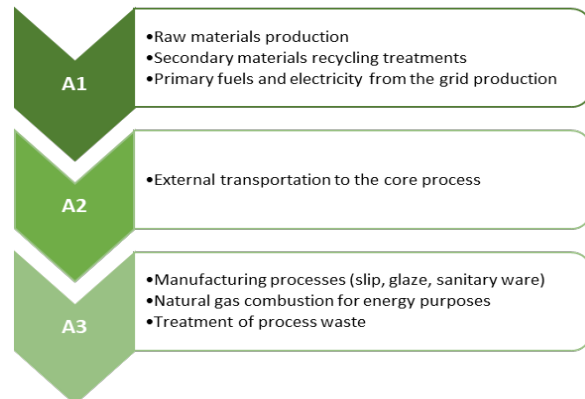 A1
•Raw materials production
•Secondary materials recycling treatments
•Primary fuels and electricity from the grid production
A2
•External transportation to the core process
A3
•Manufacturing processes (slip, glaze, sanitary ware)
•Natural gas combustion for energy purposes
•Treatment of process waste